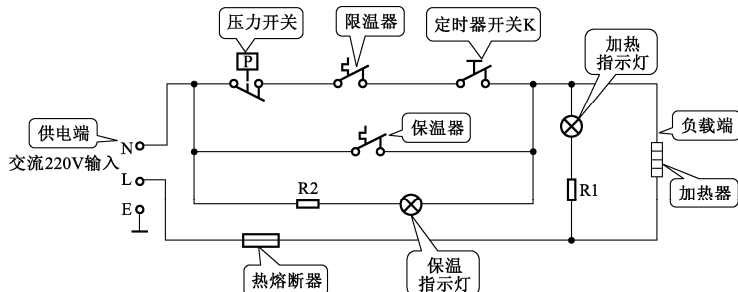 压力开关
限温器
定时器开关K
加热
指示灯
P
供电端
N
交流220V输入
保温器
负载端
L
R2
R1
加热器
E
热熔断器
保温
指示灯